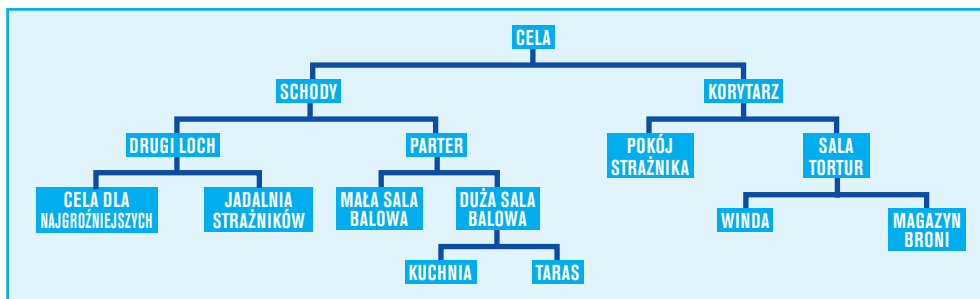 CELA
SCHODY
KORYTARZ
DRUGI LOCH
PARTER
POKÓJ
STRAŻNIKA
SALA
TORTUR
CELA DLA
NAJGROŹNIEJSZYCH
JADALNIA
STRAŻNIKÓW
MAŁA SALA
BALOWA
DUŻA SALA
BALOWA
WINDA
MAGAZYN
BRONI
KUCHNIA
TARAS